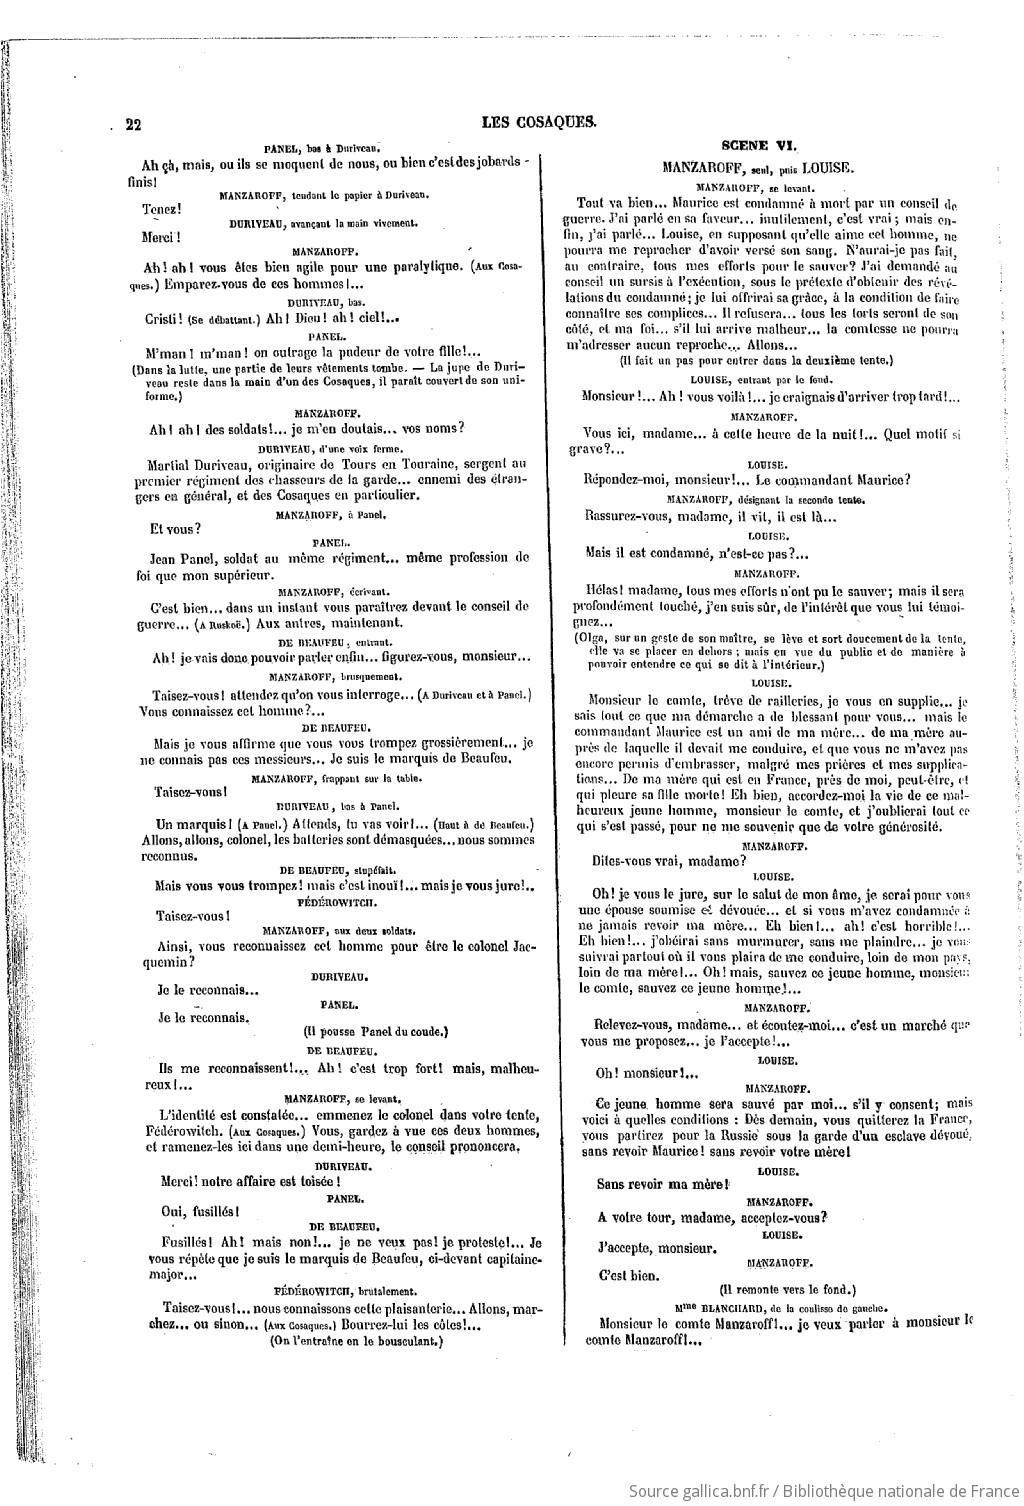 22
LES COSAQUES.
PANEL, bas à Duriveau.
Ah çà, mais, ou ils se moquent de nous, ou bien c'est des jobards-
finis!
MANZAROFF, tendant le papier à Duriveau.
Tenez!
DURIVEAU, avançant la main vivement.
Merci!
MANZAROFF.
Ah! ah! vous êtes bien agile pour une paralytique. (Aux Cosa-
ques.) Emparez-vous de ces hommes!...
DURIVEAU, bas.
Cristi! (Se débattant.) Ah! Dieu! ah! ciel!...
PANEL.
M'man! m'man! on outrage la pudeur de votre fille!...
(Dans la lutte, une partie de leurs vêtements tombe. — La jupe de Duri-
veau reste dans la main d'un des Cosaques, il paraît couvert de son uni-
forme.)
MANZAROFF.
Ah! ah! des soldats!... je m'en doutais... vos noms?
DURIVEAU, d'une voix ferme.
Martial Duriveau, originaire de Tours en Touraine, sergent au
premier régiment des chasseurs de la garde... ennemi des étran-
gers en général, et des Cosaques en particulier.
MANZAROFF, à Panel.
Et vous?
PANEL.
Jean Panel, soldat au même régiment... même profession de
foi que mon supérieur.
MANZAROFF, écrivant.
C'est bien... dans un instant vous paraîtrez devant le conseil de
guerre... (A Ruskoë.) Aux autres, maintenant.
DE BEAUFEU, entrant.
Ah! je vais donc pouvoir parler enfin... figurez-vous, monsieur...
MANZAROFF, brusquement.
Taisez-vous! attendez qu'on vous interroge... (A Duriveau et à Panel.)
Vous connaissez cet homme?...
DE BEAUFEU.
Mais je vous affirme que vous vous trompez grossièrement... je
ne connais pas ces messieurs... Je suis le marquis de Beaufeu.
MANZAROFF, frappant sur la table.
Taisez-vous!
DURIVEAU, bas à Panel.
Un marquis! (A Panel.) Attends, tu vas voir!... (Haut à de Beaufeu.)
Allons, allons, colonel, les batteries sont démasquées... nous sommes
reconnus.
DE BEAUFEU, stupéfait.
Mais vous vous trompez! mais c'est inouï!... mais je vous jure!..
FÉDÉROWITCH.
Taisez-vous!
MANZAROFF, aux deux soldats.
Ainsi, vous reconnaissez cet homme pour être le colonel Jac-
quemin?
DURIVEAU.
Je le reconnais...
PANEL.
Je le reconnais.
(Il pousse Panel du coude.)
DE BEAUFEU.
Ils me reconnaissent!... Ah! c'est trop fort! mais, malheu-
reux!...
MANZAROFF, se levant.
L'identité est constatée... emmenez le colonel dans votre tente,
Fédérowitch. (Aux Cosaques.) Vous, gardez à vue ces deux hommes,
et ramenez-les ici dans une demi-heure, le conseil prononcera.
DURIVEAU.
Merci! notre affaire est toisée!
PANEL.
Oui, fusillés!
DE BEAUFEU.
Fusillés! Ah! mais non!... je ne veux pas! je proteste!... Je
vous répète que je suis le marquis de Beaufeu, ci-devant capitaine-
major...
FÉDÉROWITCH, brutalement.
Taisez-vous!... nous connaissons cette plaisanterie... Allons, mar-
chez... ou sinon... (Aux Cosaques.) Bourrez-lui les côtes!...
(On l'entraîne en le bousculant.)
SCENE VI.
MANZAROFF, seul, puis LOUISE.
MANZAROFF, se levant.
Tout va bien... Maurice est condamné à mort par un conseil de
guerre. J'ai parlé en sa faveur... inutilement, c'est vrai; mais en-
fin, j'ai parlé... Louise, en supposant qu'elle aime cet homme, ne
pourra me reprocher d'avoir versé son sang. N'aurai-je pas fait,
au contraire, tous mes efforts pour le sauver? J'ai demandé au
conseil un sursis à l'exécution, sous le prétexte d'obtenir des révé-
lations du condamné; je lui offrirai sa grâce, à la condition de faire
connaître ses complices... Il refusera... tous les torts seront de son
côté, et ma foi... s'il lui arrive malheur... la comtesse ne pourra
m'adresser aucun reproche... Allons...
(Il fait un pas pour entrer dans la deuxième tente.)
LOUISE, entrant par le fond.
Monsieur!... Ah! vous voilà!... je craignais d'arriver trop tard!...
MANZAROFF.
Vous ici, madame... à cette heure de la nuit!... Quel motif si
grave?...
LOUISE.
Répondez-moi, monsieur!... Le commandant Maurice?
MANZAROFF, désignant la seconde tente.
Rassurez-vous, madame, il vit, il est là...
LOUISE.
Mais il est condamné, n'est-ce pas?...
MANZAROFF.
Hélas! madame, tous mes efforts n'ont pu le sauver; mais il sera
profondément touché, j'en suis sûr, de l'intérêt que vous lui témoi-
gnez...
(Olga, sur un geste de son maître, se lève et sort doucement de la tente,
elle va se placer en dehors; mais en vue du public et de manière à
pouvoir entendre ce qui se dit à l'intérieur.)
LOUISE.
Monsieur le comte, trêve de railleries, je vous en supplie... je
sais tout ce que ma démarche a de blessant pour vous... mais le
commandant Maurice est un ami de ma mère... de ma mère au-
près de laquelle il devait me conduire, et que vous ne m'avez pas
encore permis d'embrasser, malgré mes prières et mes supplica-
tions... De ma mère qui est en France, près de moi, peut-être, et
qui pleure sa fille morte! Eh bien, accordez-moi la vie de ce mal-
heureux jeune homme, monsieur le comte, et j'oublierai tout ce
qui s'est passé, pour ne me souvenir que de votre générosité.
MANZAROFF.
Dites-vous vrai, madame?
LOUISE.
Oh! je vous le jure, sur le salut de mon âme, je serai pour vous
une épouse soumise et dévouée... et si vous m'avez condamnée à
ne jamais revoir ma mère... Eh bien!... ah! c'est horrible!...
Eh bien!... j'obéirai sans murmurer, sans me plaindre... je vous
suivrai partout où il vous plaira de me conduire, loin de mon pays,
loin de ma mère!... Oh! mais, sauvez ce jeune homme, monsieur
le comte, sauvez ce jeune homme!...
MANZAROFF.
Relevez-vous, madame... et écoutez-moi... c'est un marché que
vous me proposez... je l'accepte!...
LOUISE.
Oh! monsieur!...
MANZAROFF.
Ce jeune homme sera sauvé par moi... s'il y consent; mais
voici à quelles conditions : Dès demain, vous quitterez la France,
vous partirez pour la Russie sous la garde d'un esclave dévoué,
sans revoir Maurice! sans revoir votre mère!
LOUISE.
Sans revoir ma mère!
MANZAROFF.
A votre tour, madame, acceptez-vous?
LOUISE.
J'accepte, monsieur.
MANZAROFF.
C'est bien.
(Il remonte vers le fond.)
Mme BLANCHARD, de la coulisse de gauche.
Monsieur le comte Manzaroff!... je veux parler à monsieur le
comte Manzaroff!...
Source gallica.bnf.fr / Bibliothèque nationale de France